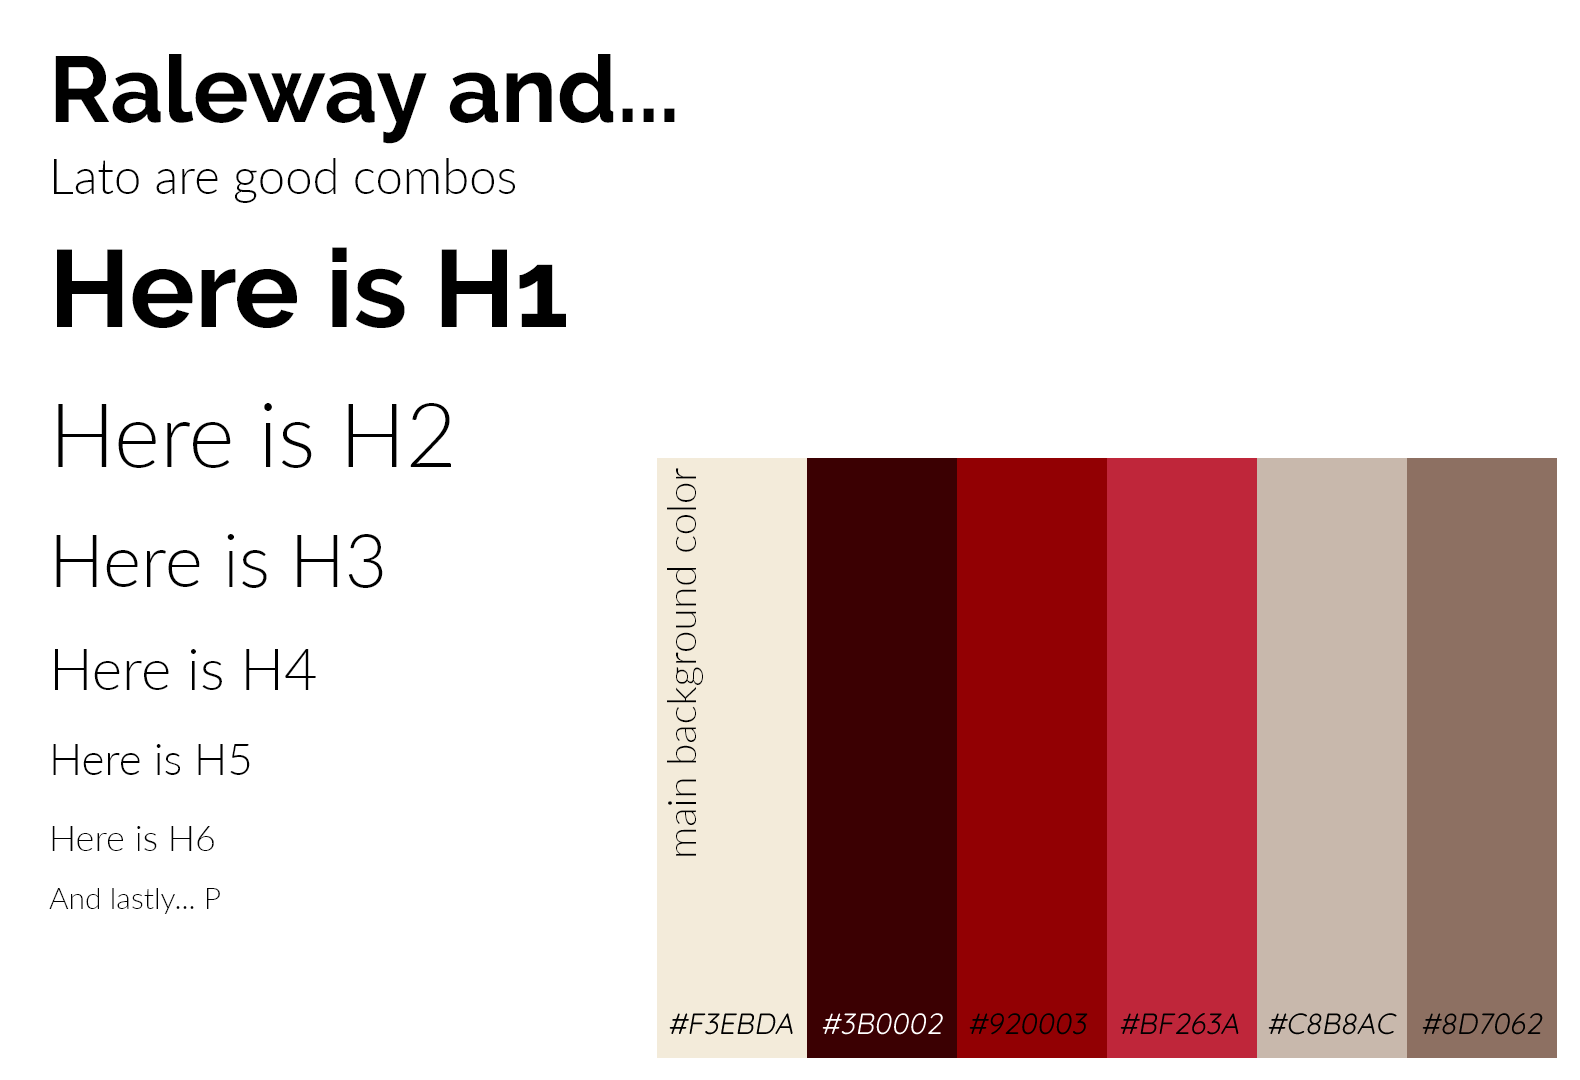 Raleway and...
Lato are good combos
Here is H1
Here is H2
Here is H3
Here is H4
Here is H5
Here is H6
And lastly... P
main background color
#F3EBDA
#3B0002
#920003
#BF263A
#C8B8AC
#8D7062